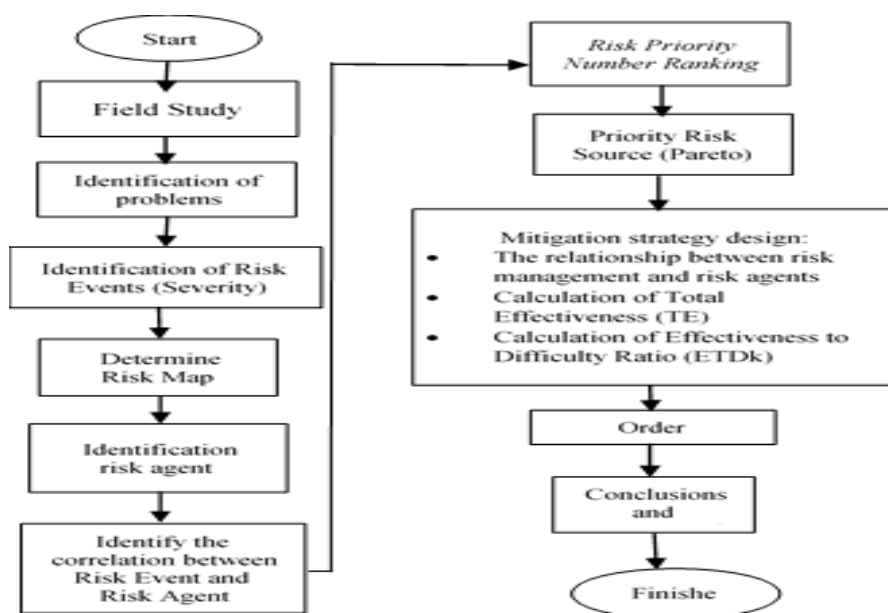 Start
Field Study
Identification of
problems
Identification of Risk
Events (Severity)
Determine
Risk Map
Identification
risk agent
Identify the
correlation between
Risk Event and
Risk Agent
Risk Priority
Number Ranking
Priority Risk
Source (Pareto)
Mitigation strategy design:
• The relationship between risk
management and risk agents
• Calculation of Total
Effectiveness (TE)
• Calculation of Effectiveness to
Difficulty Ratio (ETDk)
Order
Conclusions
and
Finishe